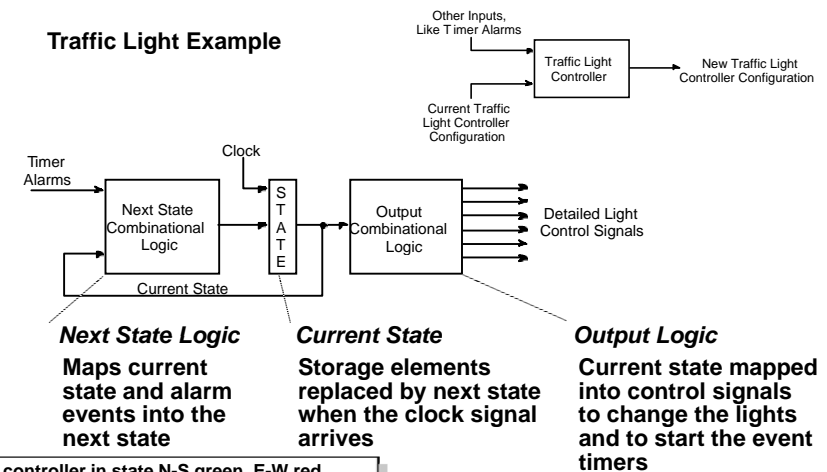 Traffic Light Example
Other Inputs,
Like Timer Alarms
Traffic Light
Controller
New Traffic Light
Controller Configuration
Current Traffic
Light Controller
Configuration
Timer
Alarms
Clock
Next State
Combinational
Logic
S
T
A
T
E
Output
Combinational
Logic
Detailed Light
Control Signals
Current State
Next State Logic
Maps current
state and alarm
events into the
next state
Current State
Storage elements
replaced by next state
when the clock signal
arrives
Output Logic
Current state mapped
into control signals
to change the lights
and to start the event
timers
controller in state N-S green, E-W red